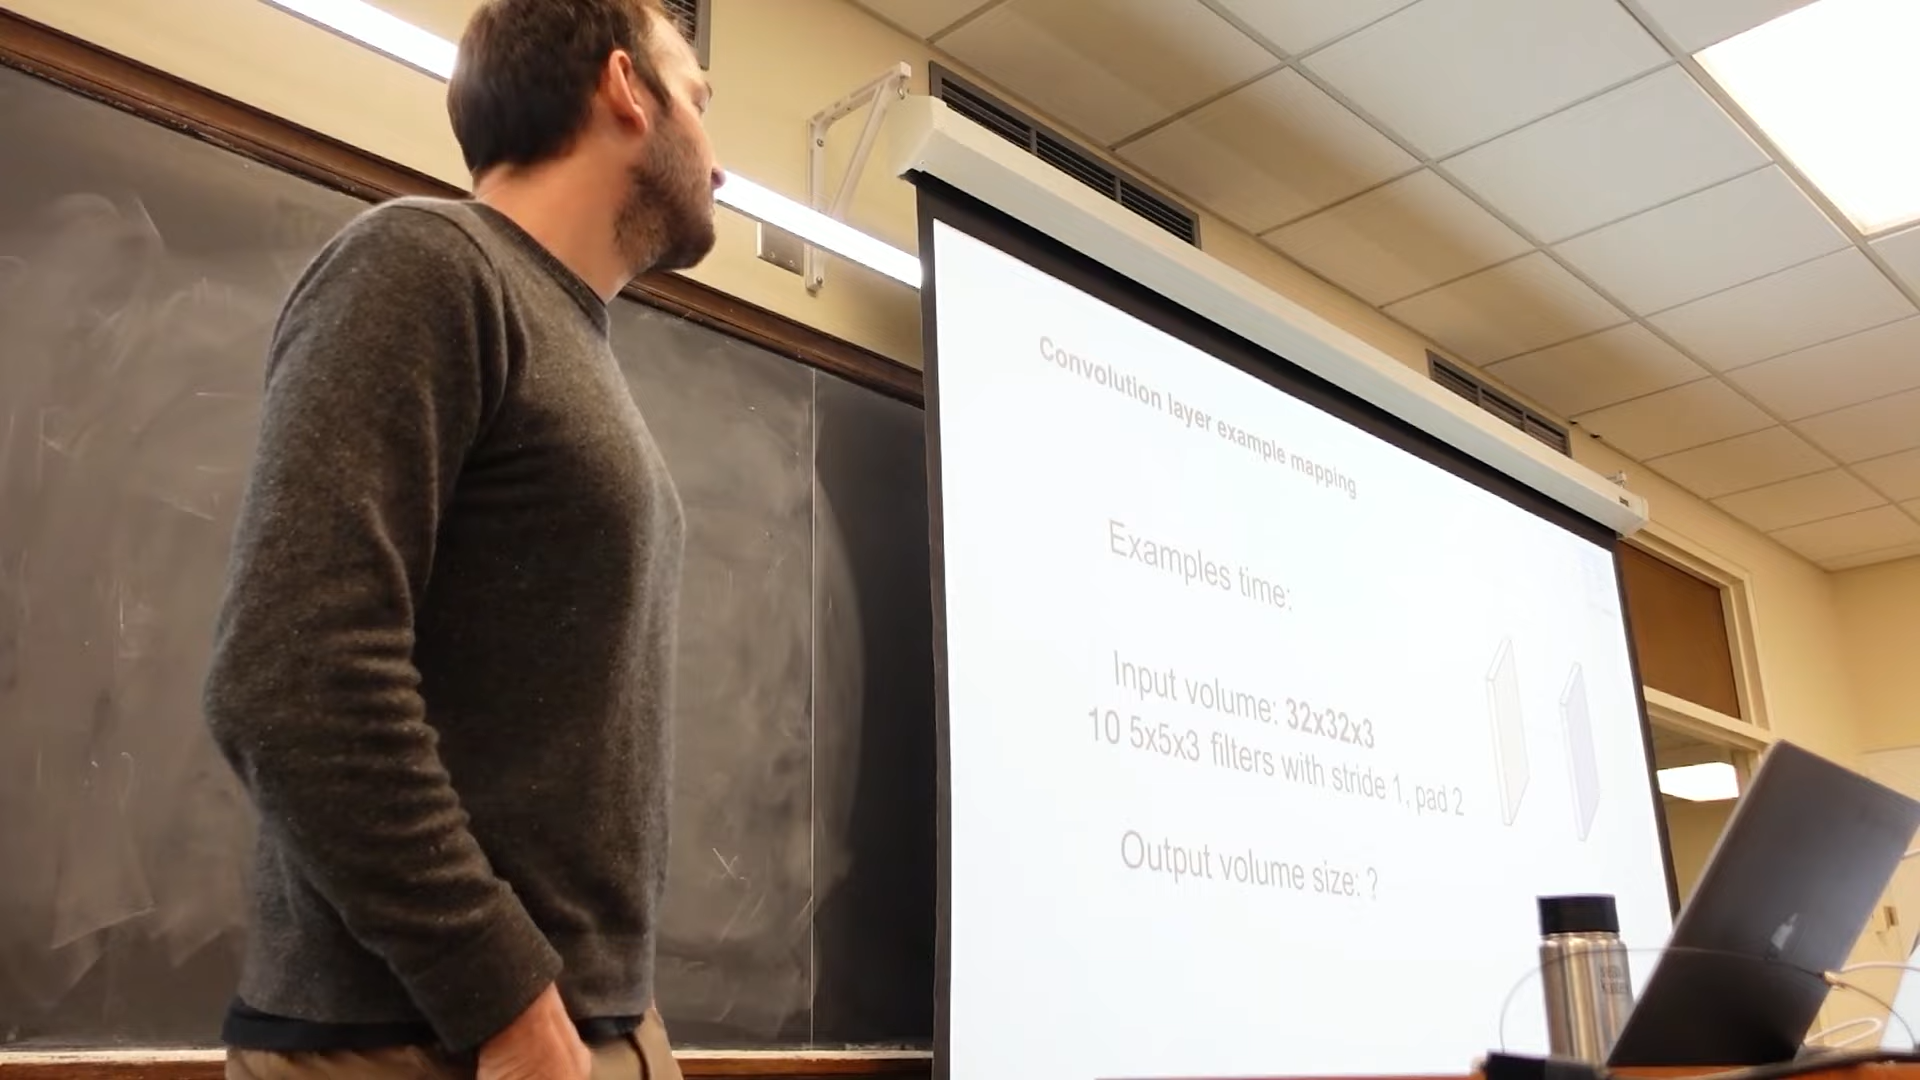 Convolution layer example mapping
Examples time:
Input volume: 32x32x3
10 5x5x3 filters with stride 1, pad 2
Output volume size: ?